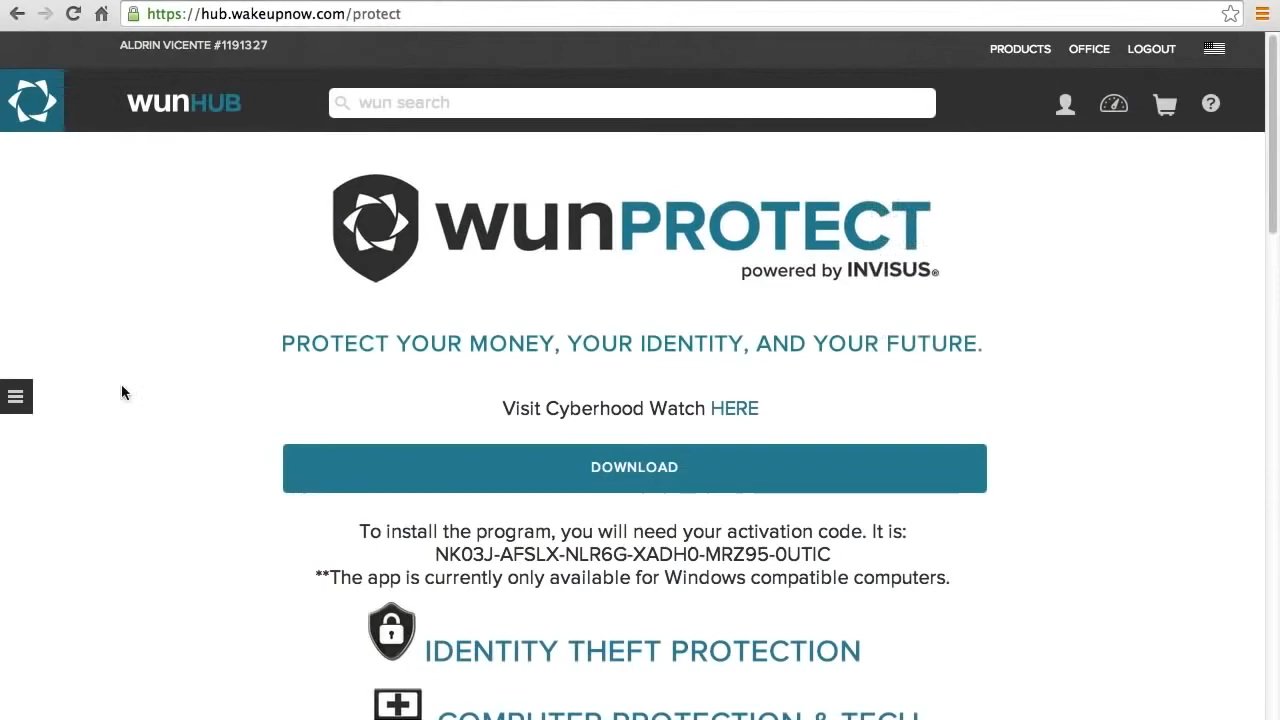 https://hub.wakeupnow.com/protect
ALDRIN VICENTE #1191327
PRODUCTS OFFICE LOGOUT
wunHUB
wun search
wunPROTECT
powered by INVISUS®
PROTECT YOUR MONEY, YOUR IDENTITY, AND YOUR FUTURE.
Visit Cyberhood Watch HERE
DOWNLOAD
To install the program, you will need your activation code. It is:
NK03J-AFSLX-NLR6G-XADH0-MRZ95-0UTIC
**The app is currently only available for Windows compatible computers.
IDENTITY THEFT PROTECTION
COMPUTER PROTECTION & TECH